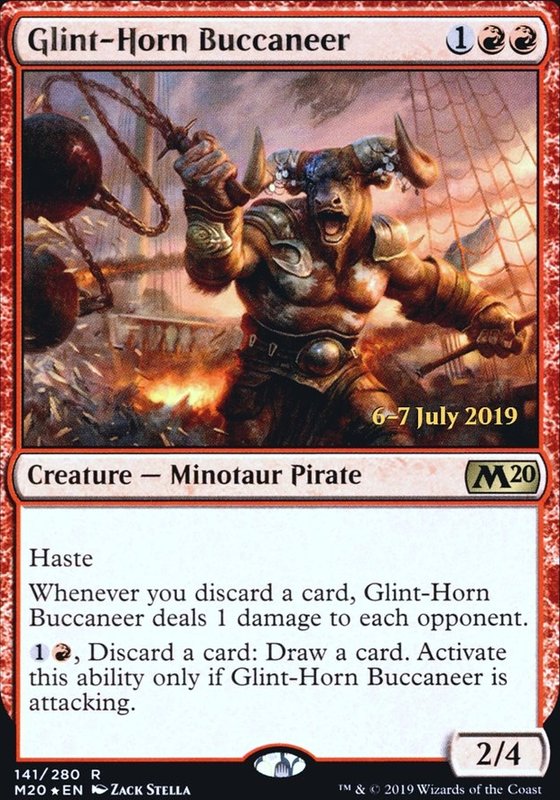 Glint-Horn Buccaneer 1
6–7 July 2019
Creature — Minotaur Pirate M20
Haste
Whenever you discard a card, Glint-Horn
Buccaneer deals 1 damage to each opponent.
1 , Discard a card: Draw a card. Activate
this ability only if Glint-Horn Buccaneer is
attacking.
2/4
141/280 R
M20 ★ EN Zack Stella
™ & © 2019 Wizards of the Coast